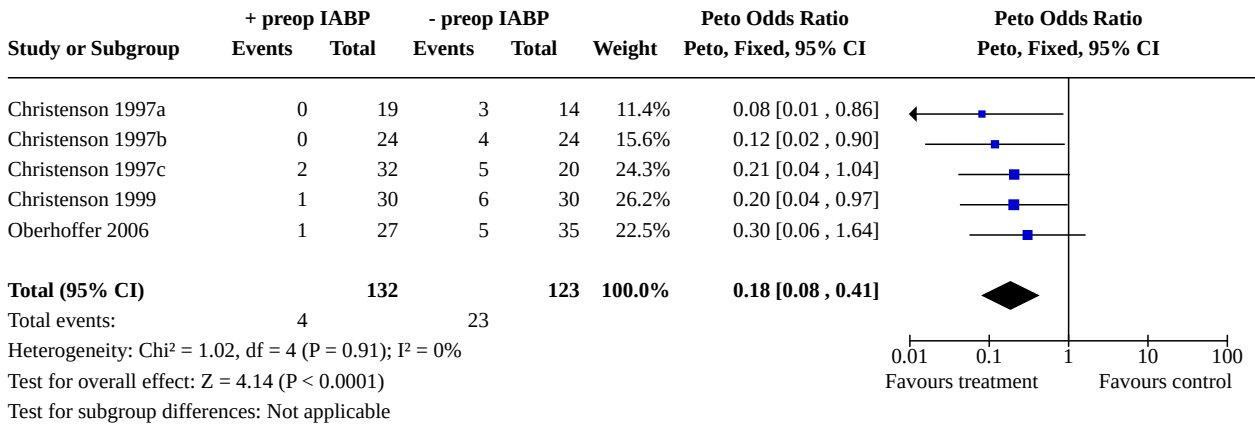 + preop IABP - preop IABP Peto Odds Ratio Peto Odds Ratio
Study or Subgroup Events Total Events Total Weight Peto, Fixed, 95% CI Peto, Fixed, 95% CI
Christenson 1997a 0 19 3 14 11.4% 0.08 [0.01 , 0.86]
Christenson 1997b 0 24 4 24 15.6% 0.12 [0.02 , 0.90]
Christenson 1997c 2 32 5 20 24.3% 0.21 [0.04 , 1.04]
Christenson 1999 1 30 6 30 26.2% 0.20 [0.04 , 0.97]
Oberhoffer 2006 1 27 5 35 22.5% 0.30 [0.06 , 1.64]
Total (95% CI) 132 123 100.0% 0.18 [0.08 , 0.41]
Total events: 4 23
Heterogeneity: Chi² = 1.02, df = 4 (P = 0.91); I² = 0%
0.01 0.1 1 10 100
Test for overall effect: Z = 4.14 (P < 0.0001)
Favours treatment Favours control
Test for subgroup differences: Not applicable